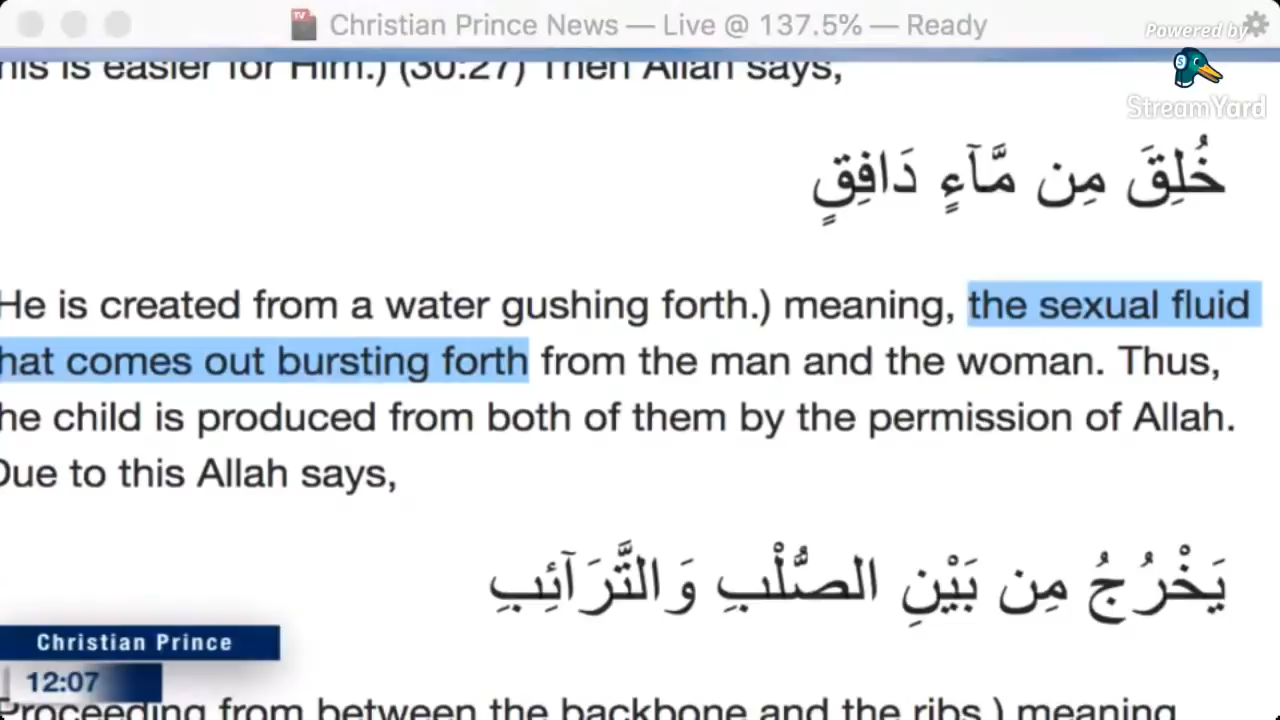 Christian Prince News — Live @ 137.5% — Ready
Powered by
StreamYard
his is easier for Him.) (30:27) Then Allah says,
خُلِقَ مِن مَّآءٍ دَافِقٍ
He is created from a water gushing forth.) meaning, the sexual fluid
hat comes out bursting forth from the man and the woman. Thus,
he child is produced from both of them by the permission of Allah.
Due to this Allah says,
يَخْرُجُ مِن بَيْنِ الصُّلْبِ وَالتَّرَآئِبِ
Christian Prince
12:07
Proceeding from between the backbone and the ribs.) meaning